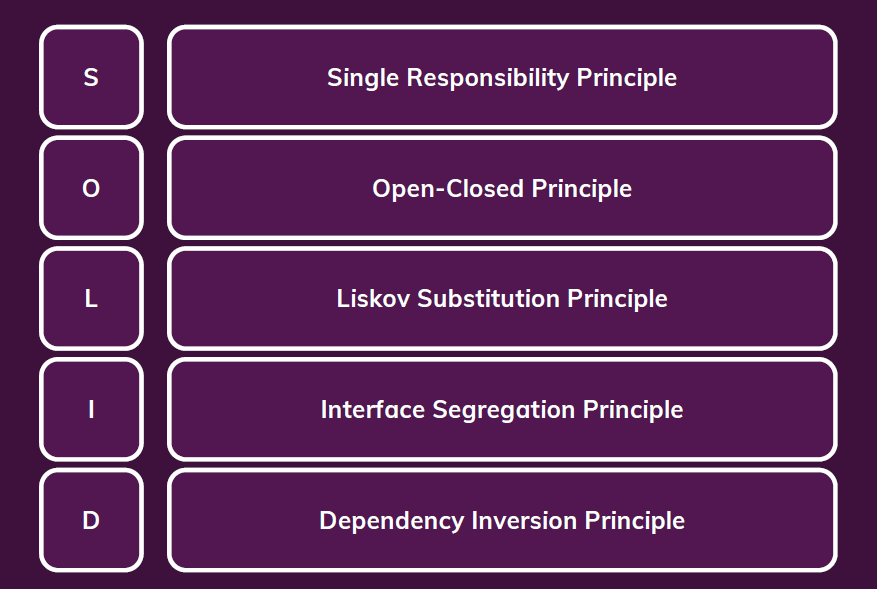 S
Single Responsibility Principle
O
Open-Closed Principle
L
Liskov Substitution Principle
I
Interface Segregation Principle
D
Dependency Inversion Principle